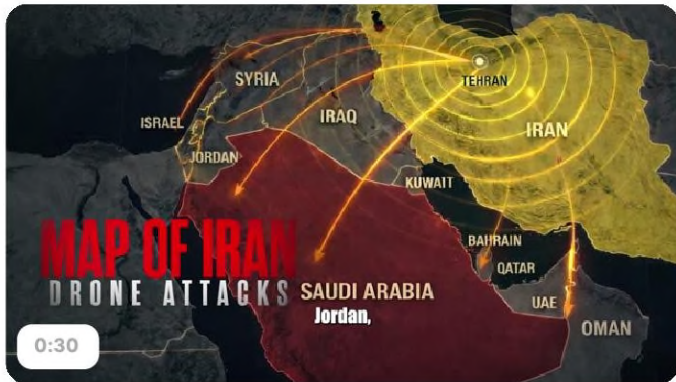 TEHRAN
SYRIA
ISRAEL
IRAQ
IRAN
JORDAN
KUWAIT
MAP OF IRAN
DRONE ATTACKS
BAHRAIN
QATAR
SAUDI ARABIA
UAE
Jordan,
OMAN
0:30